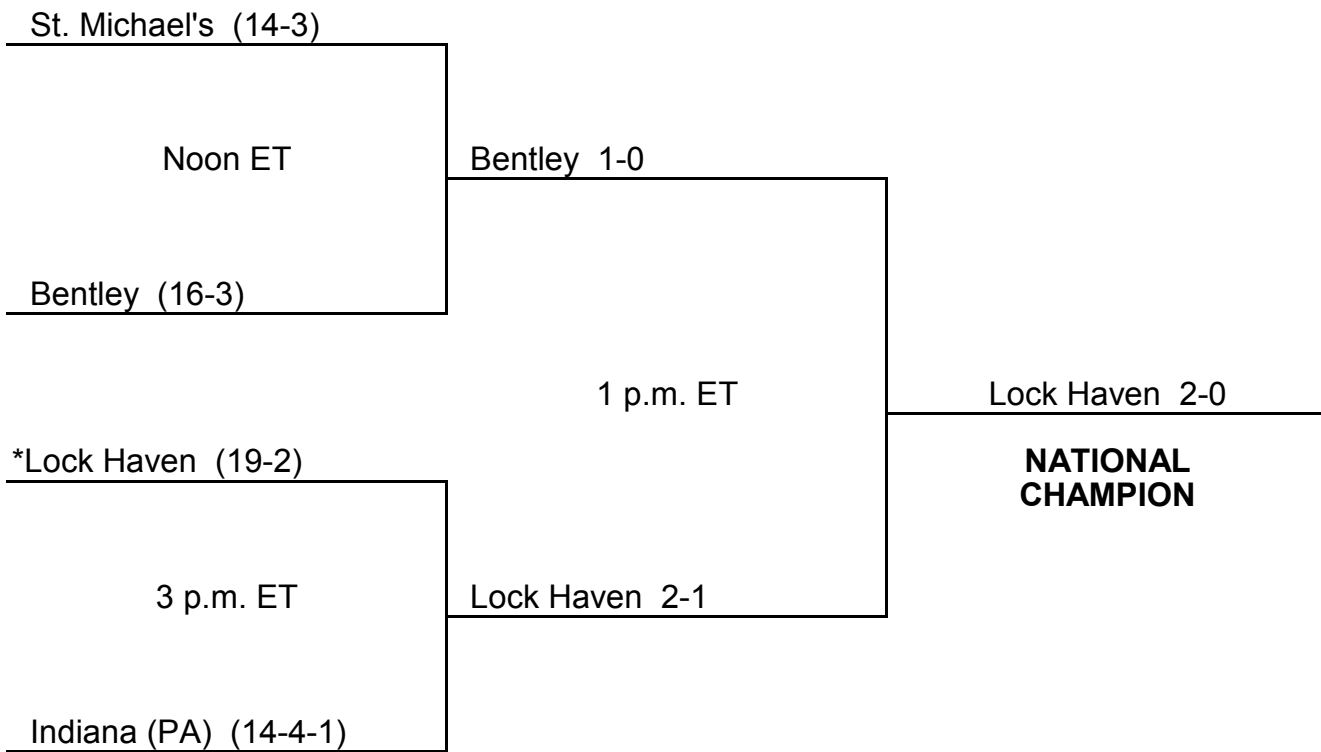 St. Michael's (14-3)
Noon ET
Bentley 1-0
Bentley (16-3)
1 p.m. ET
Lock Haven 2-0
*Lock Haven (19-2)
NATIONAL
CHAMPION
3 p.m. ET
Lock Haven 2-1
Indiana (PA) (14-4-1)